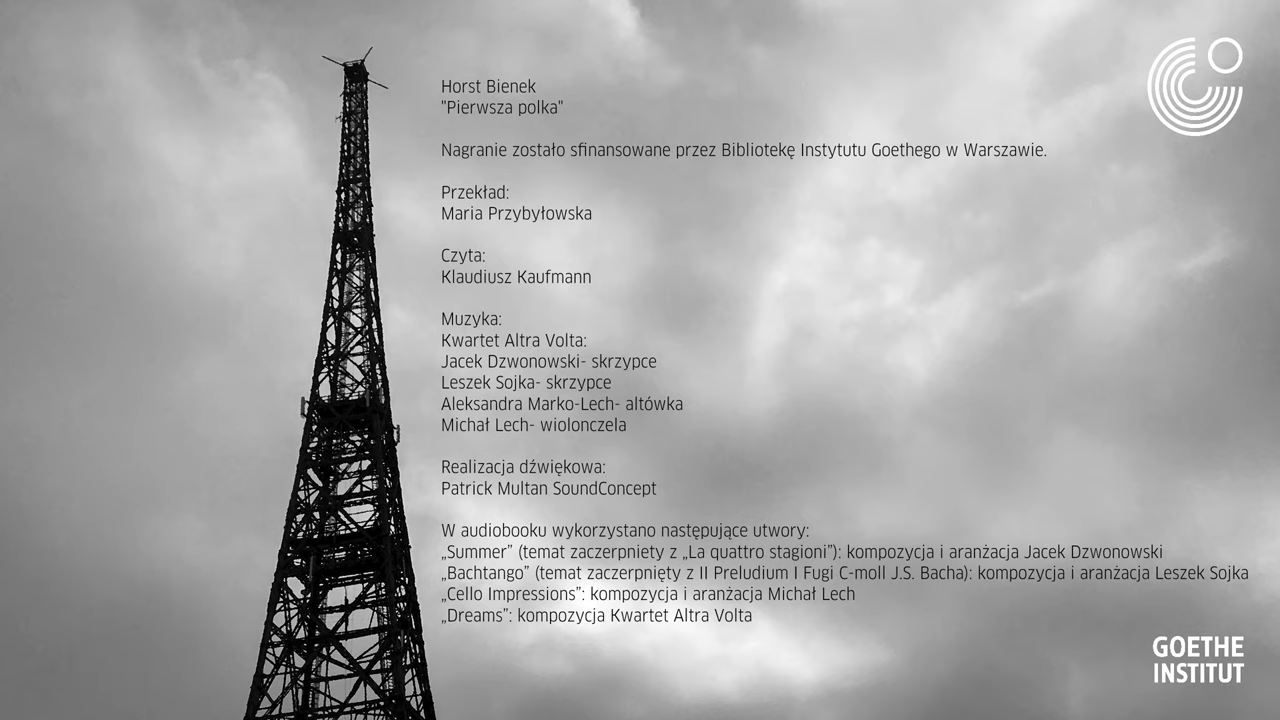 Horst Bienek
"Pierwsza polka"
Nagranie zostało sfinansowane przez Bibliotekę Instytutu Goethego w Warszawie.
Przekład:
Maria Przybyłowska
Czyta:
Klaudiusz Kaufmann
Muzyka:
Kwartet Altra Volta:
Jacek Dzwonowski- skrzypce
Leszek Sojka- skrzypce
Aleksandra Marko-Lech- altówka
Michał Lech- wiolonczela
Realizacja dźwiękowa:
Patrick Multan SoundConcept
W audiobooku wykorzystano następujące utwory:
„Summer” (temat zaczerpniety z „La quattro stagioni”): kompozycja i aranżacja Jacek Dzwonowski
„Bachtango” (temat zaczerpnięty z II Preludium I Fugi C-moll J.S. Bacha): kompozycja i aranżacja Leszek Sojka
„Cello Impressions”: kompozycja i aranżacja Michał Lech
„Dreams”: kompozycja Kwartet Altra Volta
GOETHE
INSTITUT